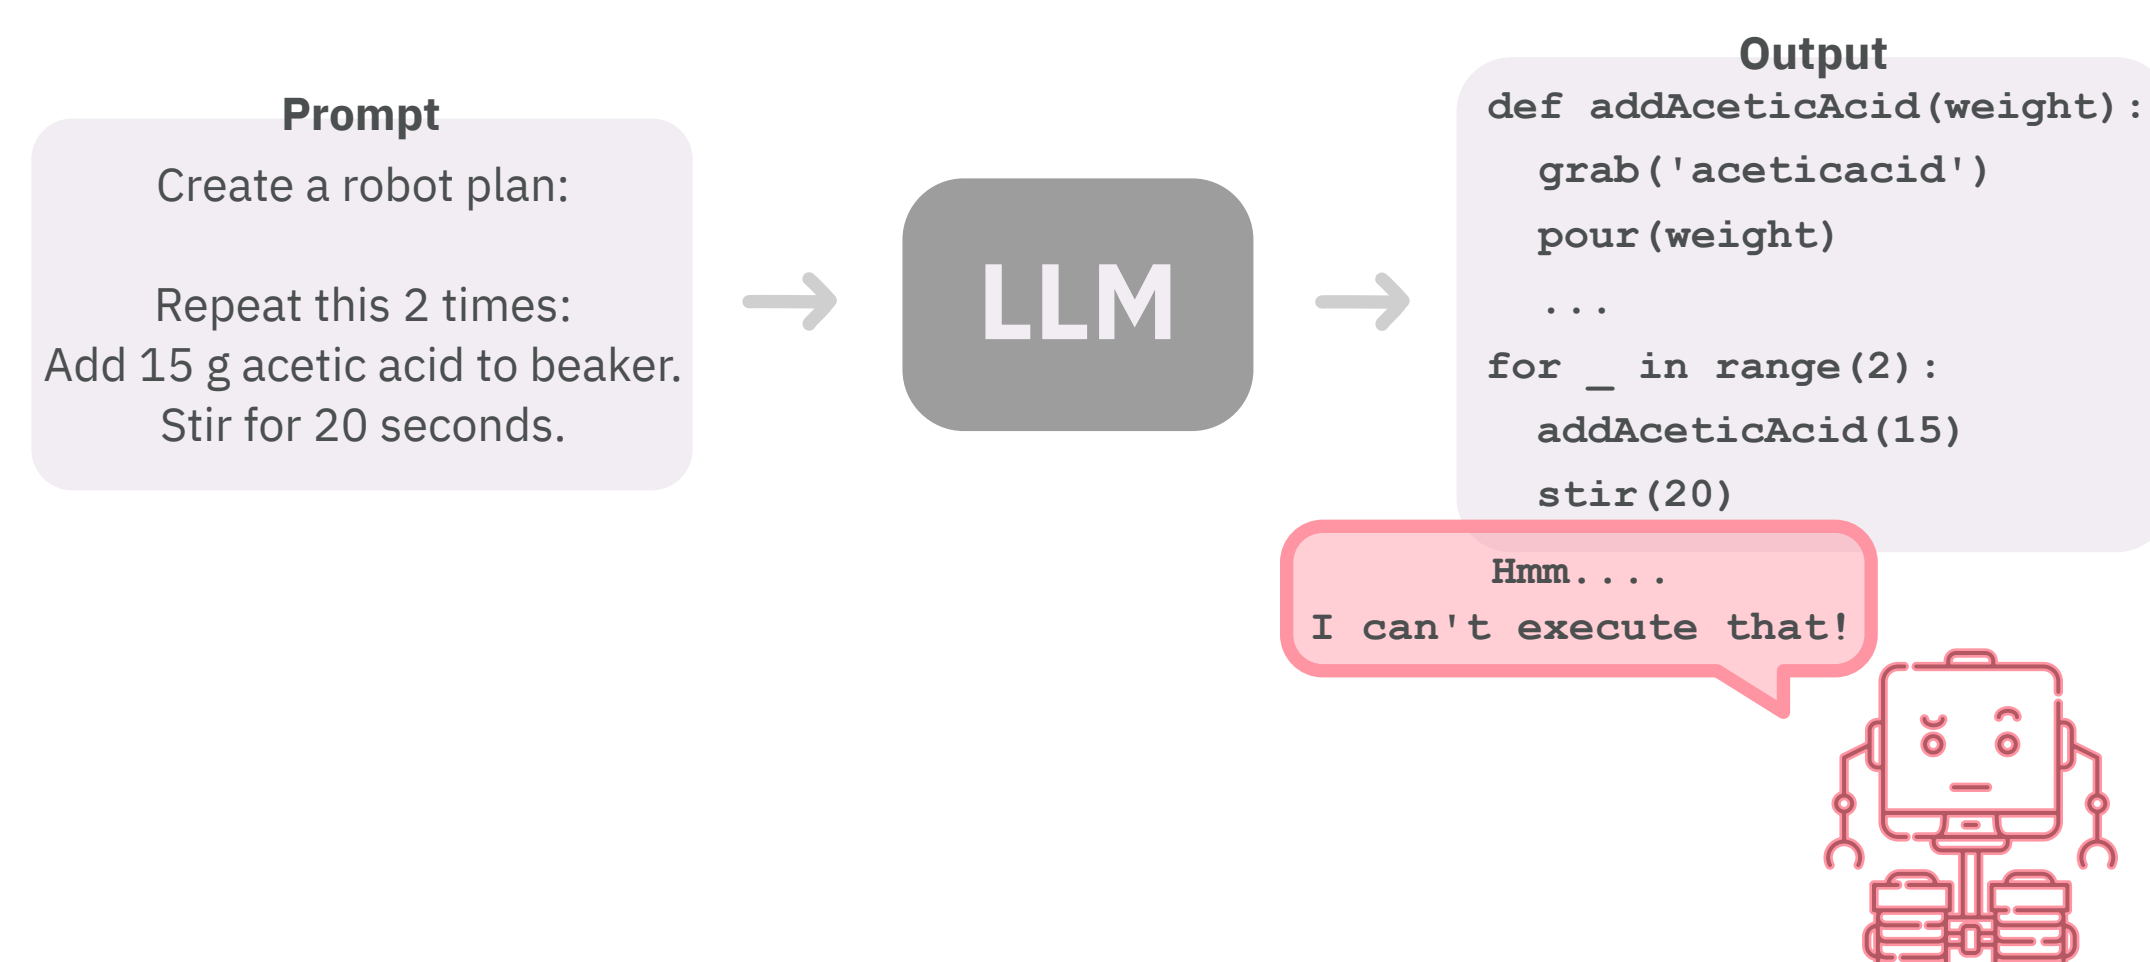 Prompt
Create a robot plan:
Repeat this 2 times:
Add 15 g acetic acid to beaker.
Stir for 20 seconds.
LLM
Output
def addAceticAcid(weight):
grab('aceticacid')
pour(weight)
...
for _ in range(2):
addAceticAcid(15)
stir(20)
Hmm....
I can't execute that!